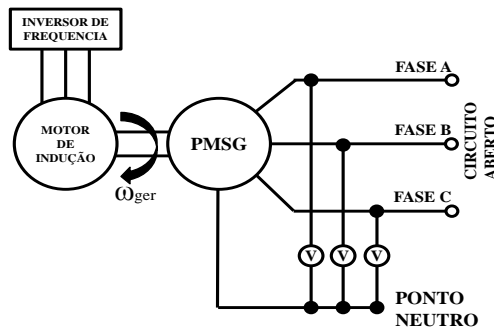 INVERSOR DE
FREQUENCIA
MOTOR
DE
INDUÇÃO
ωger
PMSG
FASE A
FASE B
FASE C
CIRCUITO
ABERTO
V
V
V
PONTO
NEUTRO